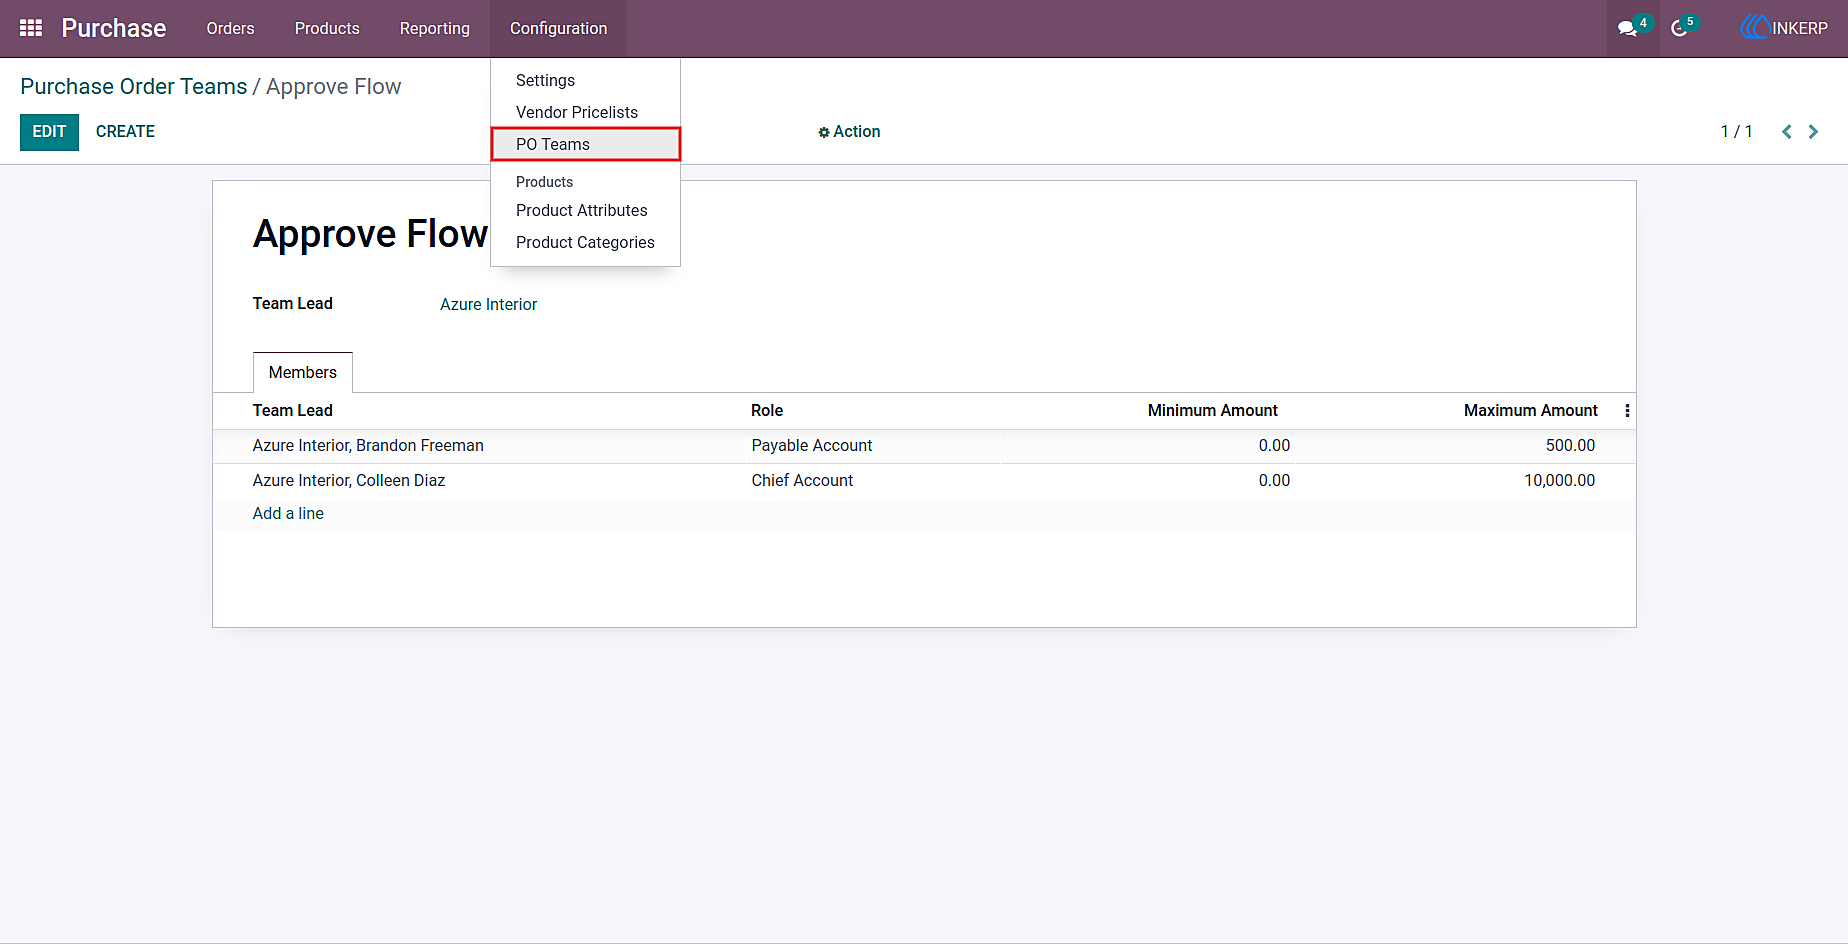 Purchase Orders Products Reporting Configuration 4 5 INKERP
Purchase Order Teams / Approve Flow
EDIT CREATE Action 1 / 1
Settings
Vendor Pricelists
PO Teams
Products
Product Attributes
Product Categories
Approve Flow
Team Lead Azure Interior
Members
Team Lead Role Minimum Amount Maximum Amount
Azure Interior, Brandon Freeman Payable Account 0.00 500.00
Azure Interior, Colleen Diaz Chief Account 0.00 10,000.00
Add a line